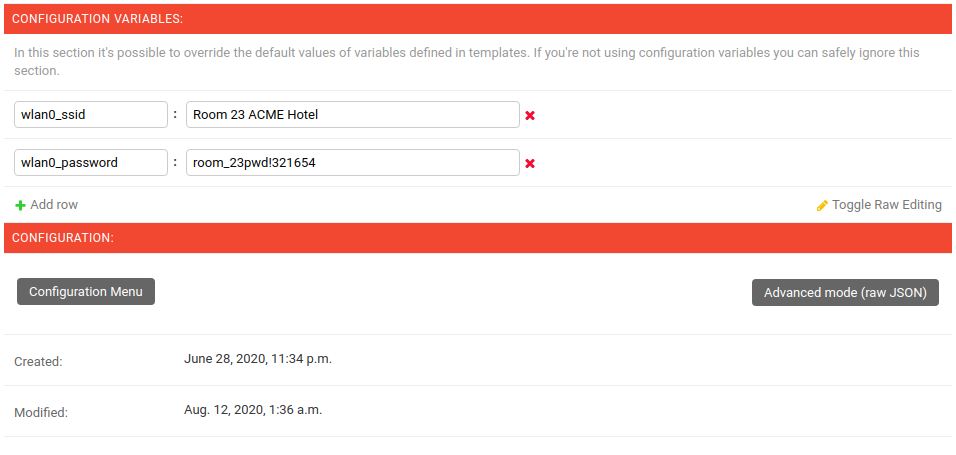 CONFIGURATION VARIABLES:
In this section it's possible to override the default values of variables defined in templates. If you're not using configuration variables you can safely ignore this
section.
wlan0_ssid : Room 23 ACME Hotel
wlan0_password : room_23pwd!321654
Add row Toggle Raw Editing
CONFIGURATION:
Configuration Menu Advanced mode (raw JSON)
Created: June 28, 2020, 11:34 p.m.
Modified: Aug. 12, 2020, 1:36 a.m.